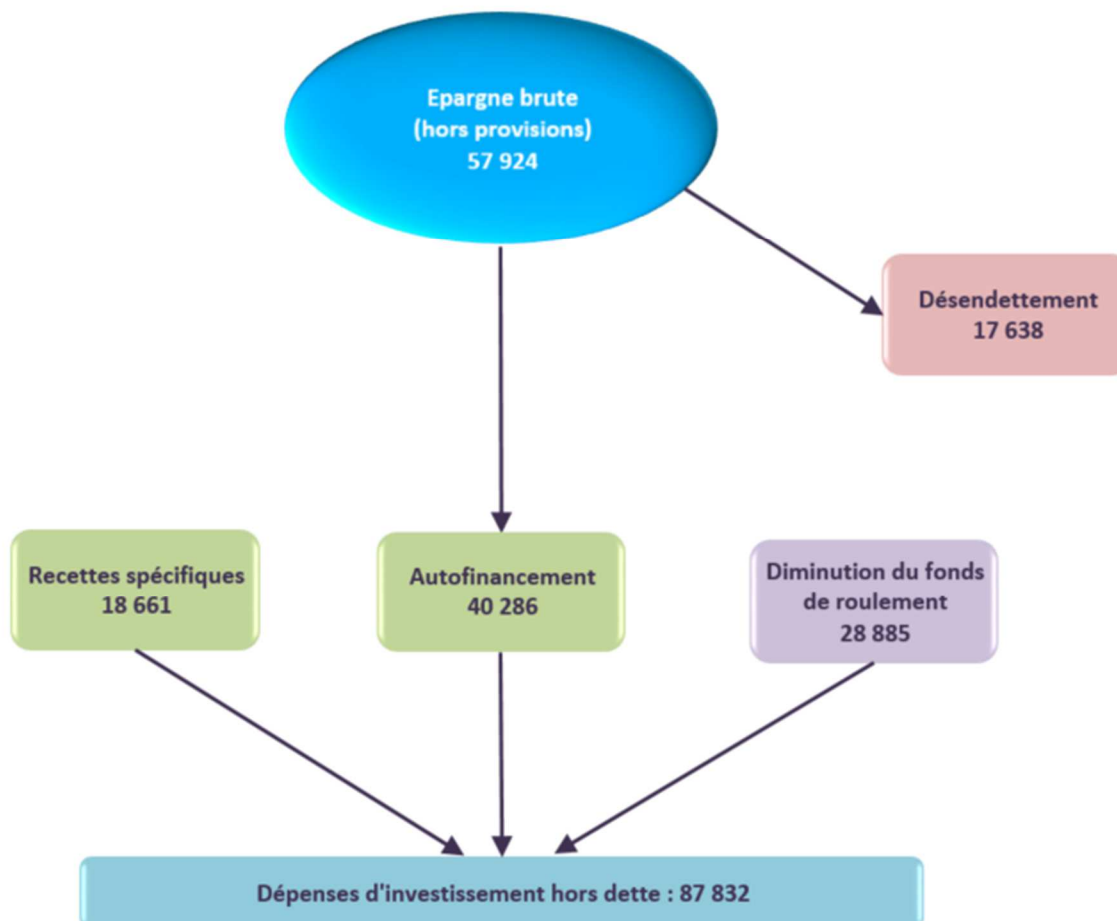 Epargne brute
(hors provisions)
57 924
Désendettement
17 638
Recettes spécifiques
18 661
Autofinancement
40 286
Diminution du fonds
de roulement
28 885
Dépenses d'investissement hors dette : 87 832